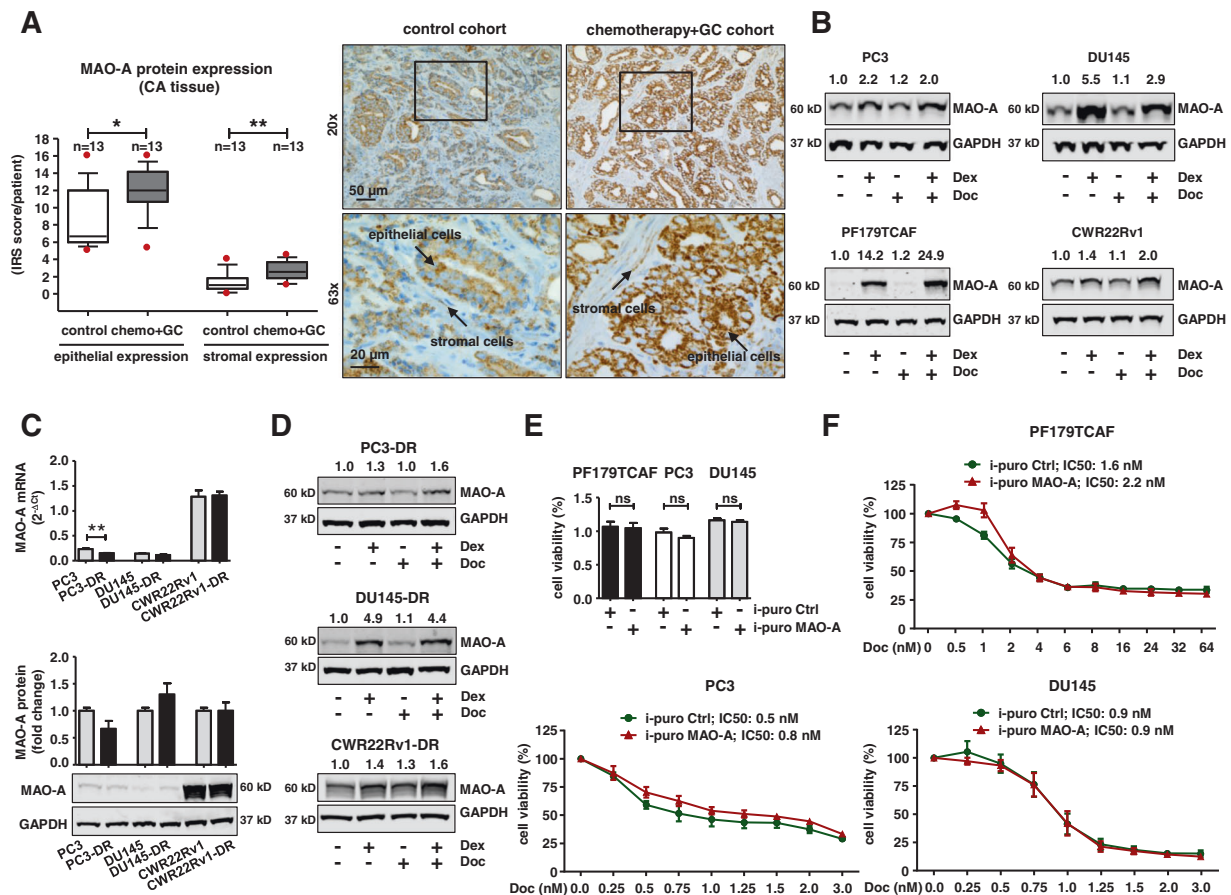 A
MAO-A protein expression
(CA tissue)
(IRS score/patient)
18
16
14
12
10
8
6
4
2
0
*
n=13 n=13
**
n=13 n=13
control chemo+GC control chemo+GC
epithelial expression stromal expression
control cohort
chemotherapy+GC cohort
20x
50 µm
63x
epithelial cells
stromal cells
20 µm
stromal cells
epithelial cells
B
PC3
1.0 2.2 1.2 2.0
60 kD MAO-A
37 kD GAPDH
- + - + Dex
- - + + Doc
DU145
1.0 5.5 1.1 2.9
60 kD MAO-A
37 kD GAPDH
- + - + Dex
- - + + Doc
PF179TCAF
1.0 14.2 1.2 24.9
60 kD MAO-A
37 kD GAPDH
- + - + Dex
- - + + Doc
CWR22Rv1
1.0 1.4 1.1 2.0
60 kD MAO-A
37 kD GAPDH
- + - + Dex
- - + + Doc
C
MAO-A mRNA
(2-ΔCt)
2.0
1.5
1.0
0.5
0.0
**
PC3
PC3-DR
DU145
DU145-DR
CWR22Rv1
CWR22Rv1-DR
MAO-A protein
(fold change)
2.0
1.5
1.0
0.5
0.0
MAO-A 60 kD
GAPDH 37 kD
PC3
PC3-DR
DU145
DU145-DR
CWR22Rv1
CWR22Rv1-DR
D
PC3-DR
1.0 1.3 1.0 1.6
60 kD MAO-A
37 kD GAPDH
- + - + Dex
- - + + Doc
DU145-DR
1.0 4.9 1.1 4.4
60 kD MAO-A
37 kD GAPDH
- + - + Dex
- - + + Doc
CWR22Rv1-DR
1.0 1.4 1.3 1.6
60 kD MAO-A
37 kD GAPDH
- + - + Dex
- - + + Doc
E
PF179TCAF PC3 DU145
cell viability (%)
1.5
1.0
0.5
0.0
ns ns ns
+ - + - + - i-puro Ctrl
- + - + - + i-puro MAO-A
F
PF179TCAF
i-puro Ctrl; IC50: 1.6 nM
i-puro MAO-A; IC50: 2.2 nM
cell viability (%)
125
100
75
50
25
0
Doc (nM) 0 0.5 1 2 4 6 8 16 24 32 64
PC3
i-puro Ctrl; IC50: 0.5 nM
i-puro MAO-A; IC50: 0.8 nM
cell viability (%)
125
100
75
50
25
0
Doc (nM) 0.0 0.25 0.5 0.75 1.0 1.25 1.5 2.0 3.0
DU145
i-puro Ctrl; IC50: 0.9 nM
i-puro MAO-A; IC50: 0.9 nM
cell viability (%)
125
100
75
50
25
0
Doc (nM) 0.0 0.25 0.5 0.75 1.0 1.25 1.5 2.0 3.0